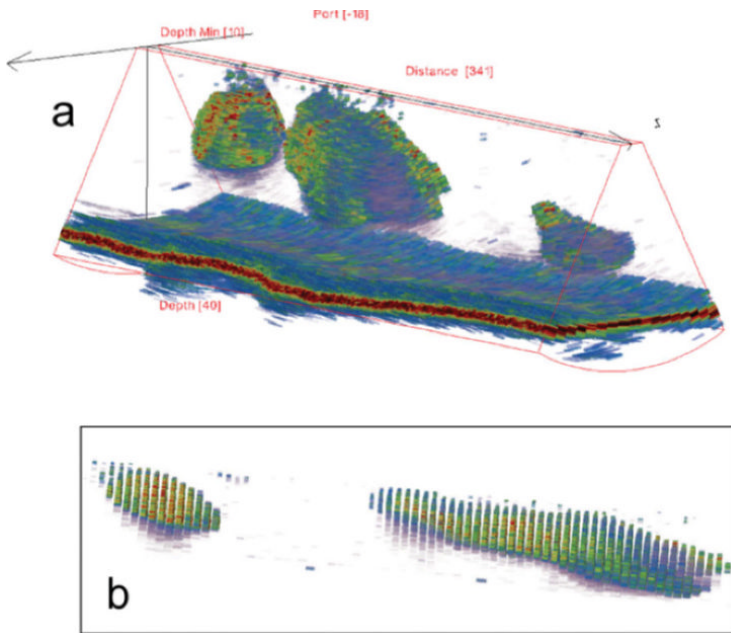 Port [-18]
Depth Min [10]
Distance [341]
a
Depth [40]
b